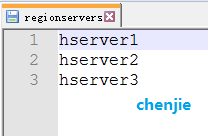 regionservers
1 hserver1
2 hserver2
3 hserver3
chenjie